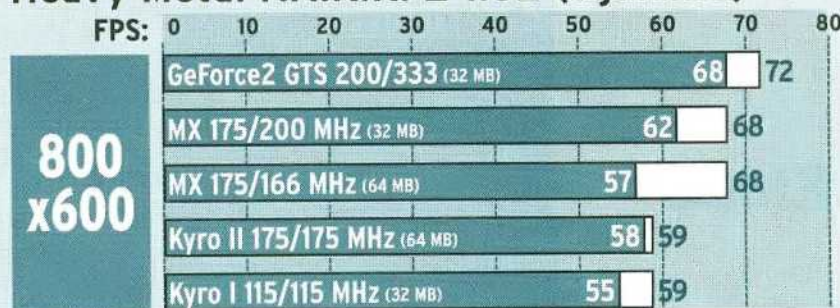 FPS: 0 10 20 30 40 50 60 70 80
800 x600
GeForce2 GTS 200/333 (32 MB) 68 72
MX 175/200 MHz (32 MB) 62 68
MX 175/166 MHz (64 MB) 57 68
Kyro II 175/175 MHz (64 MB) 58 59
Kyro I 115/115 MHz (32 MB) 55 59